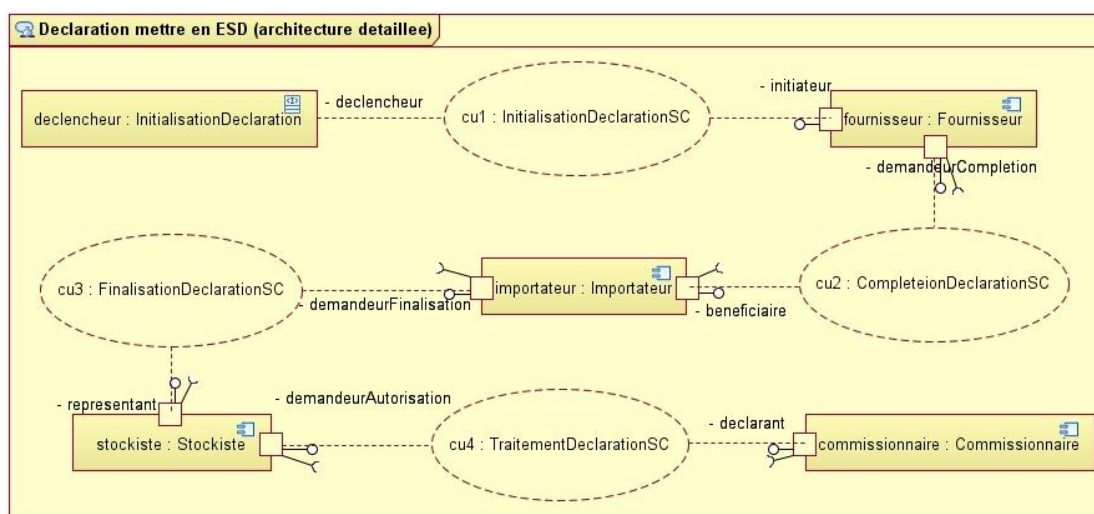 Declaration mettre en ESD (architecture detaillee)
- declencheur
- initiateur
declencheur : InitialisationDeclaration
cu1 : InitialisationDeclarationSC
fournisseur : Fournisseur
- demandeurCompletion
cu3 : FinalisationDeclarationSC
importateur : Importateur
cu2 : CompleteionDeclarationSC
- demandeurFinalisation
- beneficiaire
- representant
- demandeurAutorisation
- declarant
stockiste : Stockiste
cu4 : TraitementDeclarationSC
commissionnaire : Commissionnaire